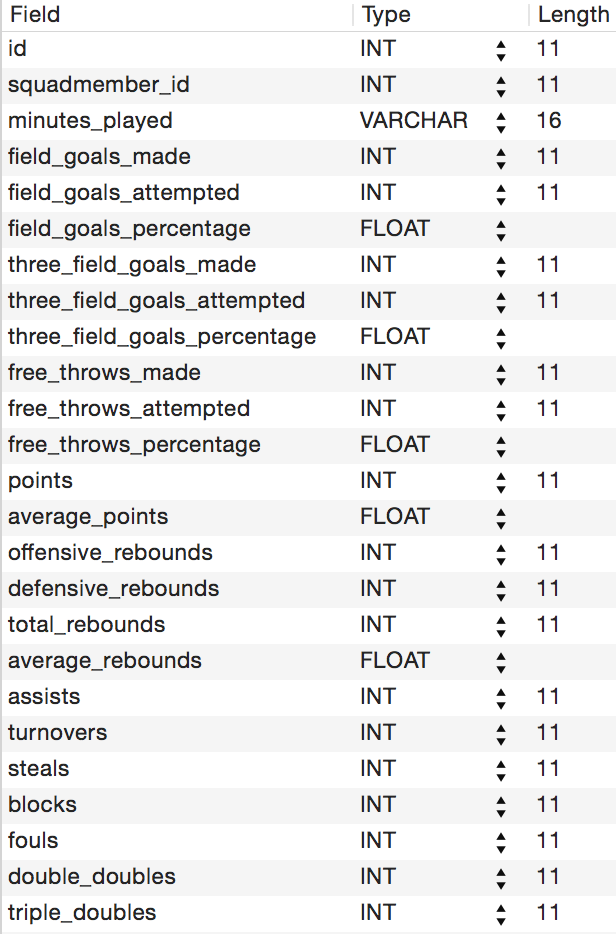 Field Type Length
id INT 11
squadmember_id INT 11
minutes_played VARCHAR 16
field_goals_made INT 11
field_goals_attempted INT 11
field_goals_percentage FLOAT
three_field_goals_made INT 11
three_field_goals_attempted INT 11
three_field_goals_percentage FLOAT
free_throws_made INT 11
free_throws_attempted INT 11
free_throws_percentage FLOAT
points INT 11
average_points FLOAT
offensive_rebounds INT 11
defensive_rebounds INT 11
total_rebounds INT 11
average_rebounds FLOAT
assists INT 11
turnovers INT 11
steals INT 11
blocks INT 11
fouls INT 11
double_doubles INT 11
triple_doubles INT 11